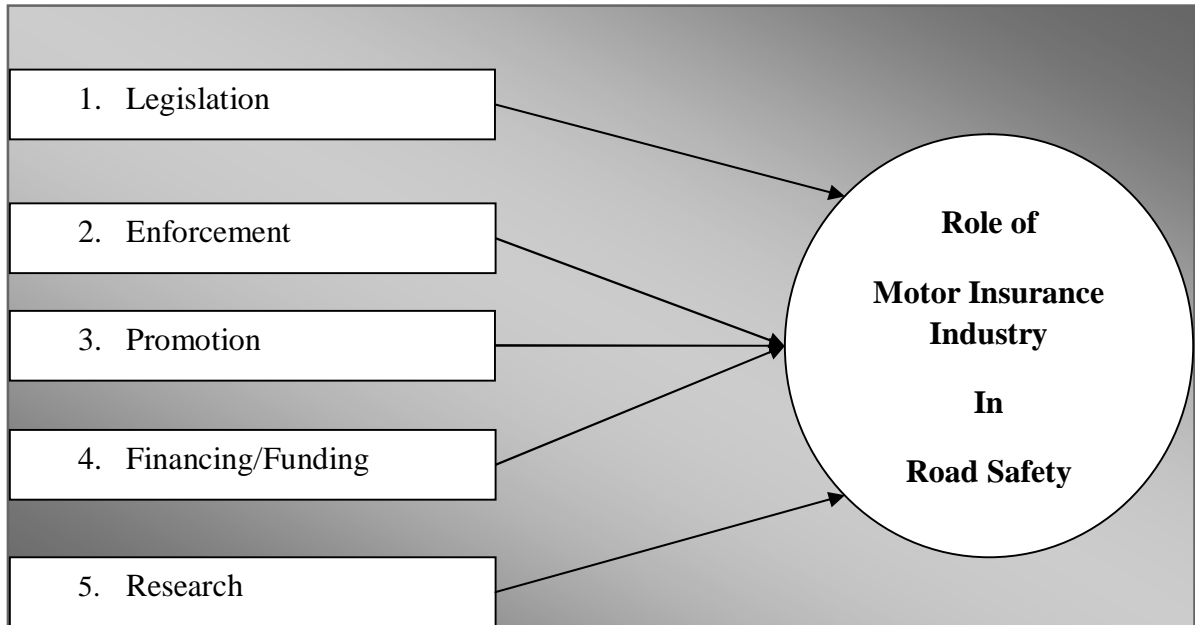 1. Legislation
2. Enforcement
3. Promotion
4. Financing/Funding
5. Research
Role of
Motor Insurance
Industry
In
Road Safety